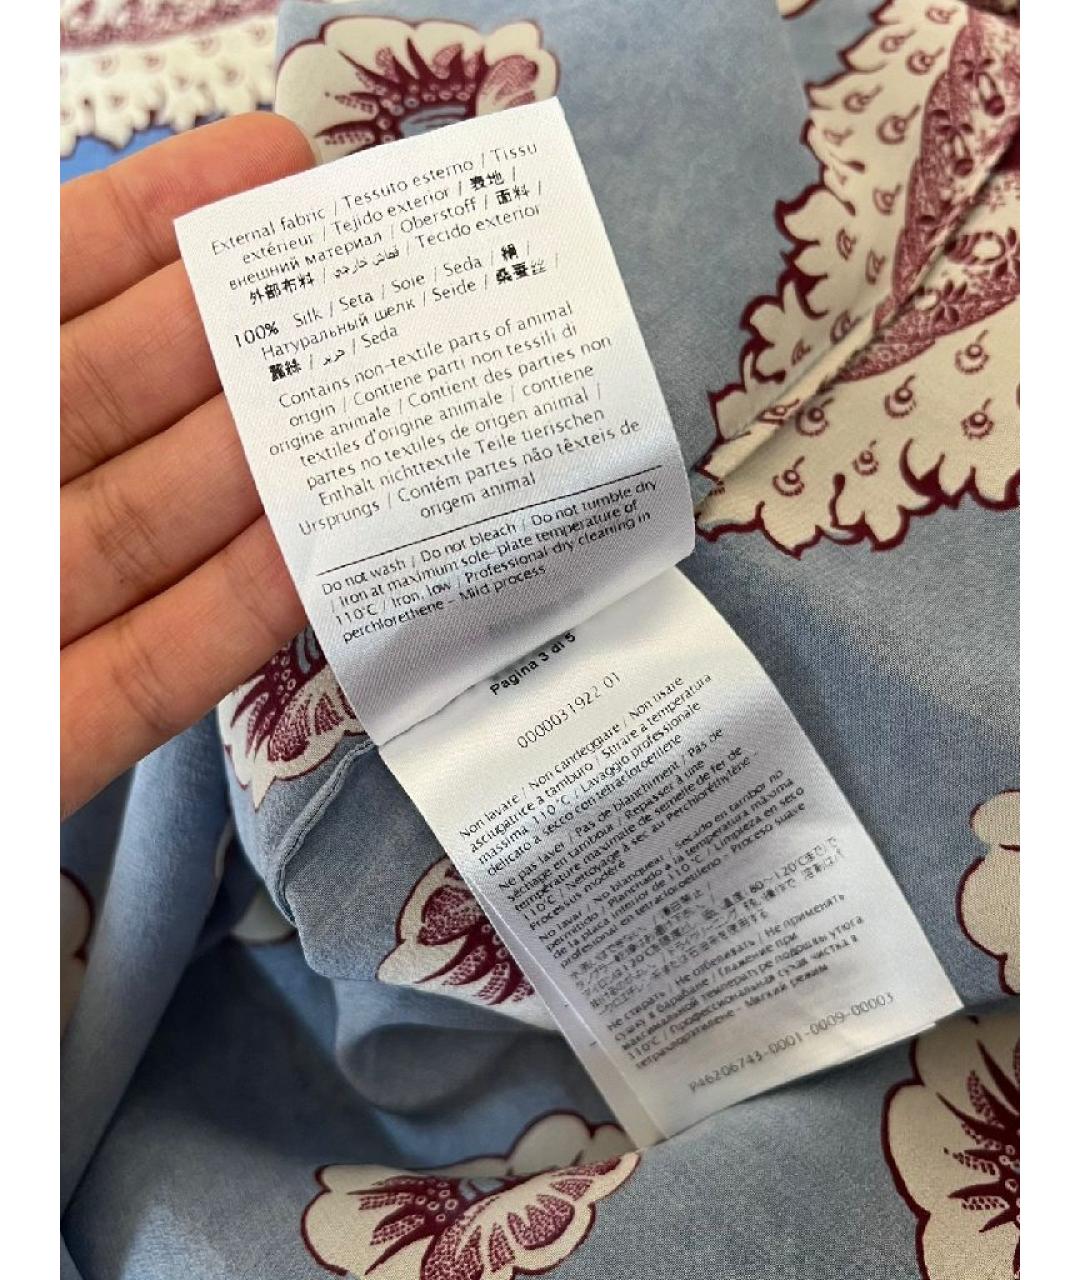 External fabric / Tessuto esterno / Tissu
extérieur / Tejido exterior / 表地 /
внешний материал / Oberstoff / 面料 /
外部布料 / قماش خارجي / Tecido exterior
100% Silk / Seta / Soie / Seda / 絹 /
Натуральный шелк / Seide / 桑蚕丝 /
蠶絲 / حرير / Seda
Contains non-textile parts of animal
origin / Contiene parti non tessili di
origine animale / Contient des parties non
textiles d'origine animale / contiene
partes no textiles de origen animal /
Enthält nichttextile Teile tierischen
Ursprungs / Contém partes não têxteis de
origem animal
Do not wash / Do not bleach / Do not tumble dry
/ Iron at maximum sole-plate temperature of
110°C / Iron, low / Professional dry cleaning in
perchlorethene - Mild process
Pagina 3 di 5
0000031922 01
Non lavare / Non candeggiare / Non usare
asciugatrice a tamburo / Stirare a temperatura
massima 110°C / Lavaggio professionale
delicato a secco con tetracloroetilene
Ne pas laver / Pas de blanchiment / Pas de
séchage en tambour / Repasser à une
température maximale de semelle de fer de
110°C / Nettoyage à sec au Perchloréthylène -
Processus modéré
No lavar / No blanquear / Secado en tambor no
permitido / Planchado a la temperatura máxima
de la placa inferior de 110°C / Limpieza en seco
profesional en tetracloroetileno - Proceso suave
Не стирать / Не отбеливать / Не применять
сушку в барабане / Глажение при
максимальной температуре подошвы утюга
110°C / Профессиональная сухая чистка в
тетрахлорэтилене - Мягкий режим
P46206743-0001-0009-00003